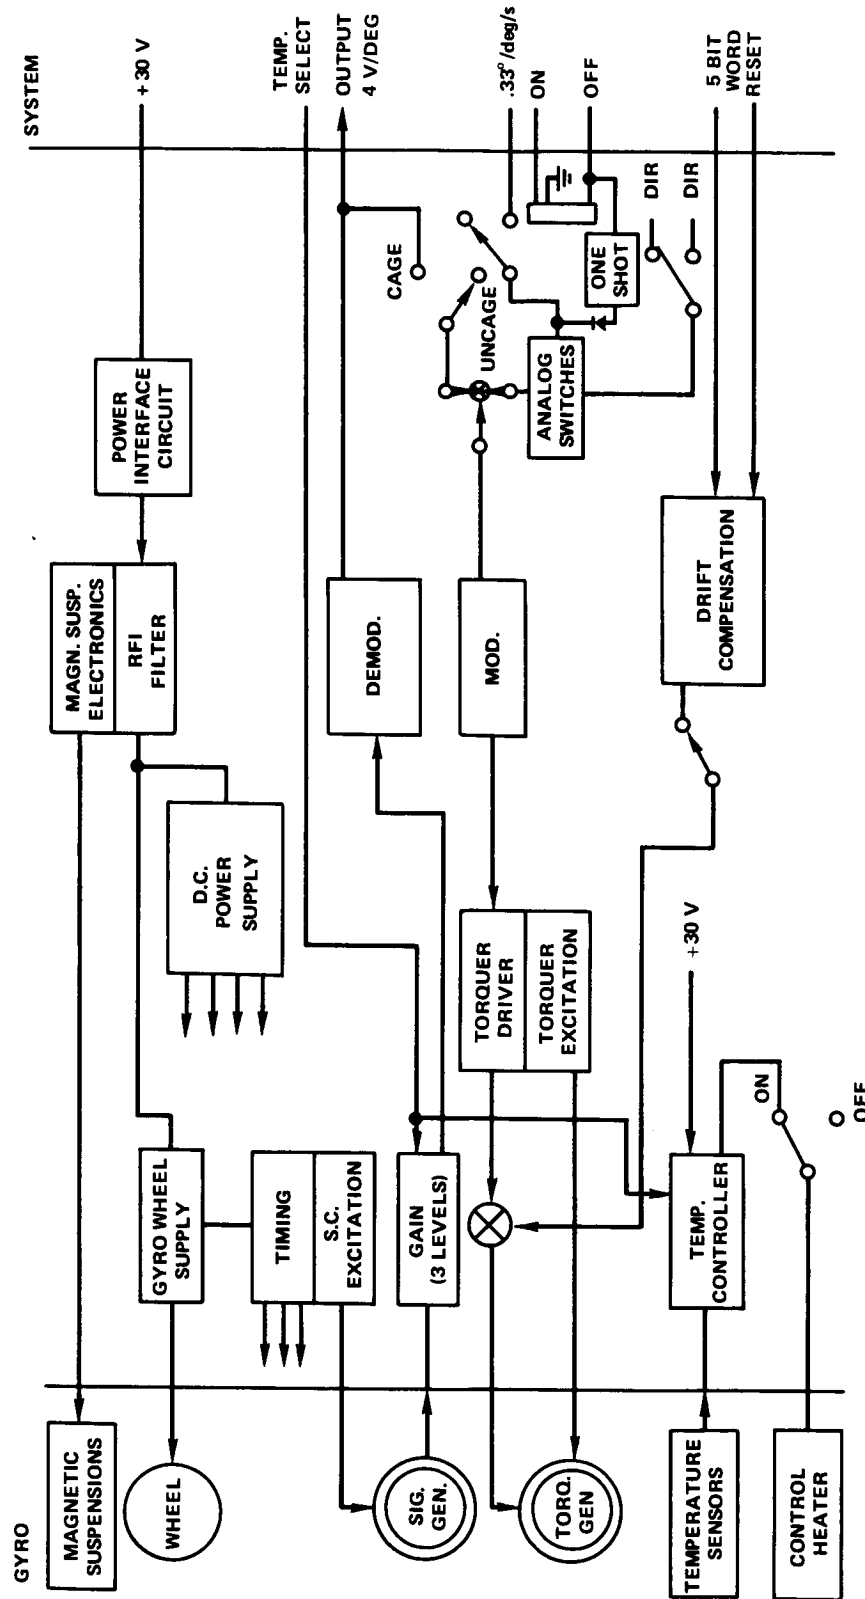 GYRO
SYSTEM
MAGNETIC
SUSPENSIONS
MAGN. SUSP.
ELECTRONICS
RFI
FILTER
POWER
INTERFACE
CIRCUIT
+30 V
WHEEL
GYRO WHEEL
SUPPLY
D.C.
POWER
SUPPLY
TIMING
S.C.
EXCITATION
TEMP.
SELECT
SIG.
GEN.
GAIN
(3 LEVELS)
DEMOD.
OUTPUT
4 V/DEG
CAGE
UNCAGE
TORQ.
GEN
TORQUER
DRIVER
TORQUER
EXCITATION
MOD.
ANALOG
SWITCHES
ONE
SHOT
.33°/deg/s
ON
OFF
DIR
DIR
TEMPERATURE
SENSORS
TEMP.
CONTROLLER
+30 V
DRIFT
COMPENSATION
5 BIT
WORD
RESET
CONTROL
HEATER
ON
OFF